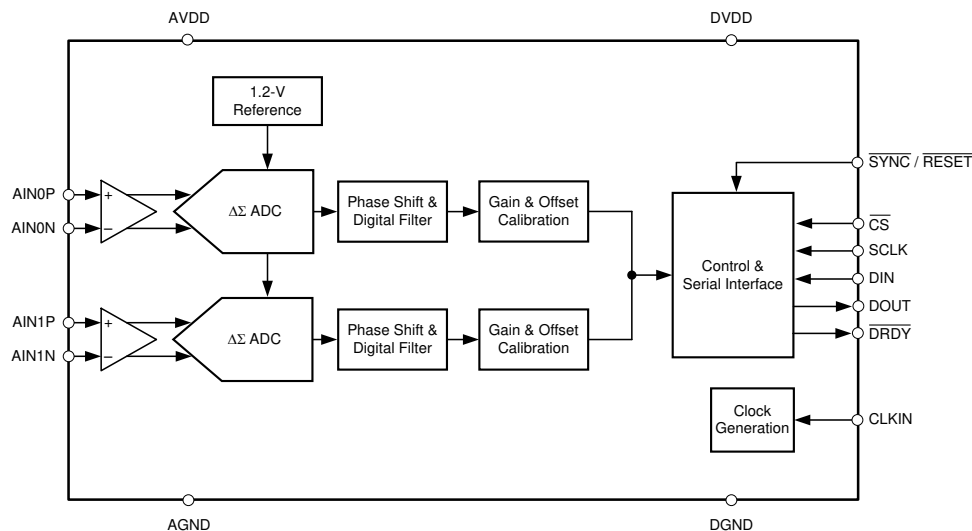 AVDD
DVDD
1.2-V
Reference
SYNC / RESET
AIN0P
+
ΔΣ ADC
Phase Shift &
Digital Filter
Gain & Offset
Calibration
AIN0N
−
CS
SCLK
Control &
Serial Interface
DIN
DOUT
DRDY
AIN1P
+
ΔΣ ADC
Phase Shift &
Digital Filter
Gain & Offset
Calibration
AIN1N
−
Clock
Generation
CLKIN
AGND
DGND